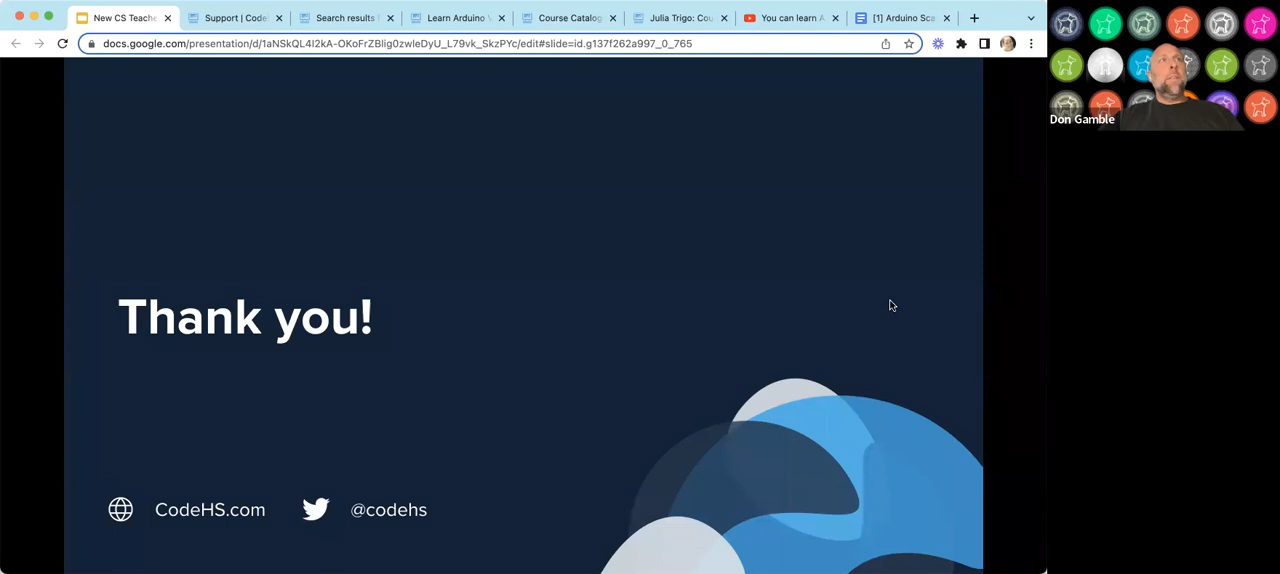 New CS Teache
Support | Code
Search results
Learn Arduino
Course Catalog
Julia Trigo: Cou
You can learn A
[1] Arduino Sca
docs.google.com/presentation/d/1aNSkQL4l2kA-OKoFrZBlig0zwleDyU_L79vk_SkzPYc/edit#slide=id.g137f262a997_0_765
Don Gamble
Thank you!
CodeHS.com
@codehs